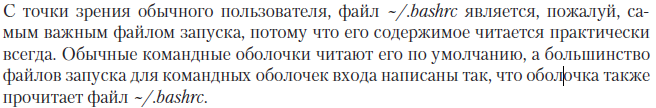 С точки зрения обычного пользователя, файл ~/.bashrc является, пожалуй, са-
мым важным файлом запуска, потому что его содержимое читается практически
всегда. Обычные командные оболочки читают его по умолчанию, а большинство
файлов запуска для командных оболочек входа написаны так, что оболочка также
прочитает файл ~/.bashrc.